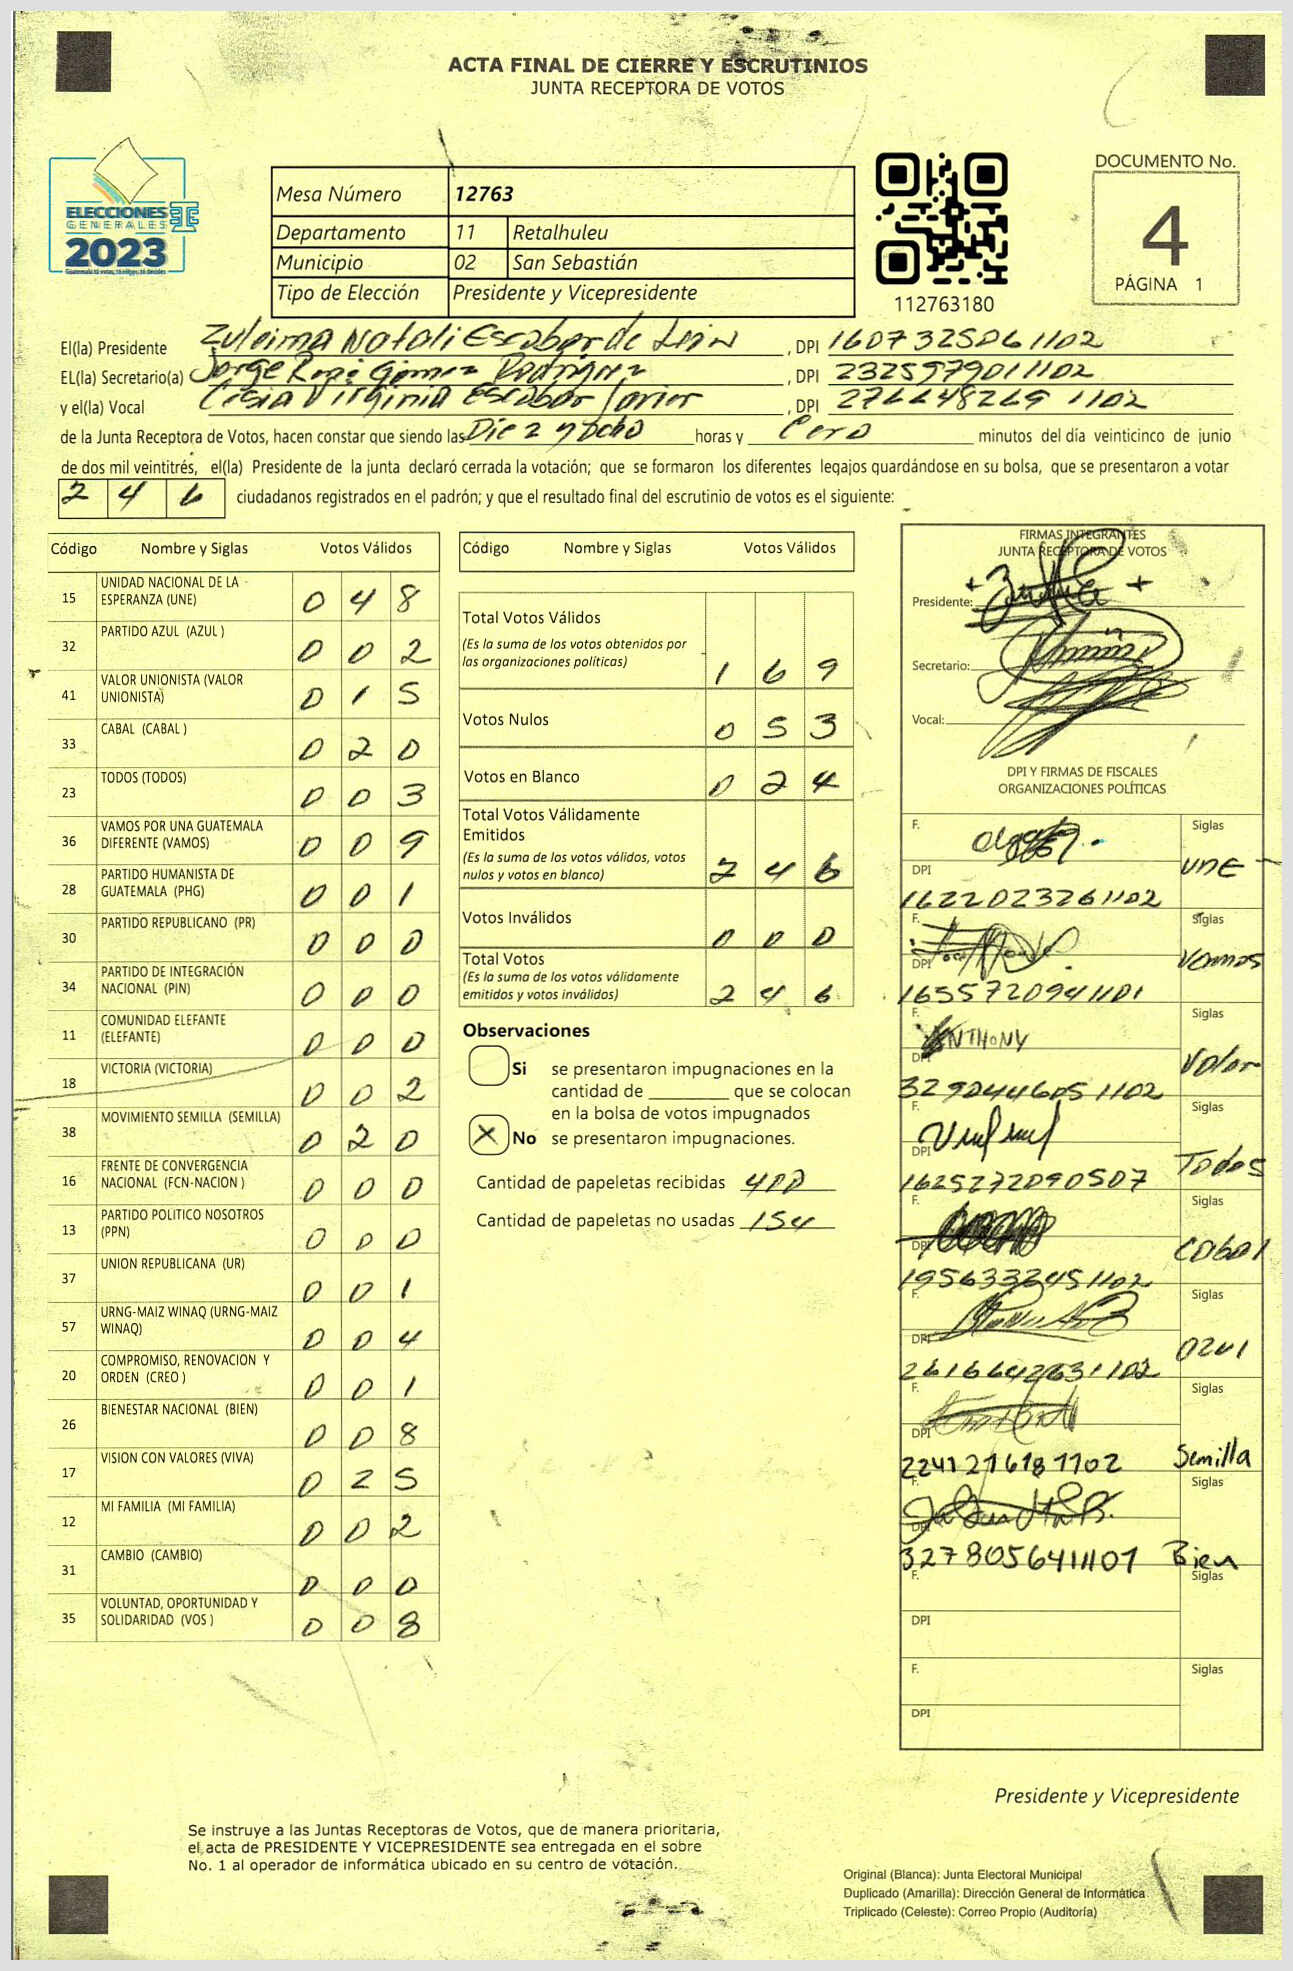 ACTA FINAL DE CIERRE Y ESCRUTINIOS
JUNTA RECEPTORA DE VOTOS
ELECCIONES
GENERALES
2023
Mesa Número 12763
Departamento 11 Retalhuleu
Municipio 02 San Sebastián
Tipo de Elección Presidente y Vicepresidente
112763180
DOCUMENTO No.
4
PÁGINA 1
El(la) Presidente Zuleima Natali Escobar de León , DPI 1607325061102
EL(la) Secretario(a) Jorge Gómez Rodríguez , DPI 2325979011102
y el(la) Vocal Virginia Escobar Javier , DPI 1102
de la Junta Receptora de Votos, hacen constar que siendo las Diez y ocho horas y Cero minutos del día veinticinco de junio
de dos mil veintitrés, el(la) Presidente de la junta declaró cerrada la votación; que se formaron los diferentes legajos guardándose en su bolsa, que se presentaron a votar
2 4 6 ciudadanos registrados en el padrón; y que el resultado final del escrutinio de votos es el siguiente:
Código Nombre y Siglas Votos Válidos
15 UNIDAD NACIONAL DE LA ESPERANZA (UNE) 0 4 8
32 PARTIDO AZUL (AZUL ) 0 0 2
41 VALOR UNIONISTA (VALOR UNIONISTA) 0 1 5
33 CABAL (CABAL ) 0 2 0
23 TODOS (TODOS) 0 0 3
36 VAMOS POR UNA GUATEMALA DIFERENTE (VAMOS) 0 0 9
28 PARTIDO HUMANISTA DE GUATEMALA (PHG) 0 0 1
30 PARTIDO REPUBLICANO (PR) 0 0 0
34 PARTIDO DE INTEGRACIÓN NACIONAL (PIN) 0 0 0
11 COMUNIDAD ELEFANTE (ELEFANTE) 0 0 0
18 VICTORIA (VICTORIA) 0 0 2
38 MOVIMIENTO SEMILLA (SEMILLA) 0 2 0
16 FRENTE DE CONVERGENCIA NACIONAL (FCN-NACION ) 0 0 0
13 PARTIDO POLITICO NOSOTROS (PPN) 0 0 0
37 UNION REPUBLICANA (UR) 0 0 1
57 URNG-MAIZ WINAQ (URNG-MAIZ WINAQ) 0 0 4
20 COMPROMISO, RENOVACION Y ORDEN (CREO ) 0 0 1
26 BIENESTAR NACIONAL (BIEN) 0 0 8
17 VISION CON VALORES (VIVA) 0 2 5
12 MI FAMILIA (MI FAMILIA) 0 0 2
31 CAMBIO (CAMBIO) 0 0 0
35 VOLUNTAD, OPORTUNIDAD Y SOLIDARIDAD (VOS ) 0 0 8
Código Nombre y Siglas Votos Válidos
Total Votos Válidos
(Es la suma de los votos obtenidos por
las organizaciones políticas) 1 6 9
Votos Nulos 0 5 3
Votos en Blanco 0 2 4
Total Votos Válidamente
Emitidos
(Es la suma de los votos válidos, votos
nulos y votos en blanco) 2 4 6
Votos Inválidos 0 0 0
Total Votos
(Es la suma de los votos válidamente
emitidos y votos inválidos) 2 4 6
Observaciones
Si se presentaron impugnaciones en la
cantidad de ________ que se colocan
en la bolsa de votos impugnados
X No se presentaron impugnaciones.
Cantidad de papeletas recibidas 400
Cantidad de papeletas no usadas 154
FIRMAS INTEGRANTES
JUNTA RECEPTORA DE VOTOS
Presidente:
Secretario:
Vocal:
DPI Y FIRMAS DE FISCALES
ORGANIZACIONES POLÍTICAS
F. Siglas
DPI UNE
1622023261102
F. Siglas
DPI Vamos
1655720941101
F. ANTHONY Siglas
DPI Valor
3290446051102
F. Siglas
DPI Todos
1625272090507
F. Siglas
DPI Cabal
1956333451102
F. Siglas
DPI Azul
2616642631102
F. Siglas
DPI Semilla
2241216181102
F. Siglas
DPI Bien
3278056411101
F. Siglas
DPI
F. Siglas
DPI
Presidente y Vicepresidente
Se instruye a las Juntas Receptoras de Votos, que de manera prioritaria,
el acta de PRESIDENTE Y VICEPRESIDENTE sea entregada en el sobre
No. 1 al operador de informática ubicado en su centro de votación.
Original (Blanca): Junta Electoral Municipal
Duplicado (Amarilla): Dirección General de Informática
Triplicado (Celeste): Correo Propio (Auditoría)